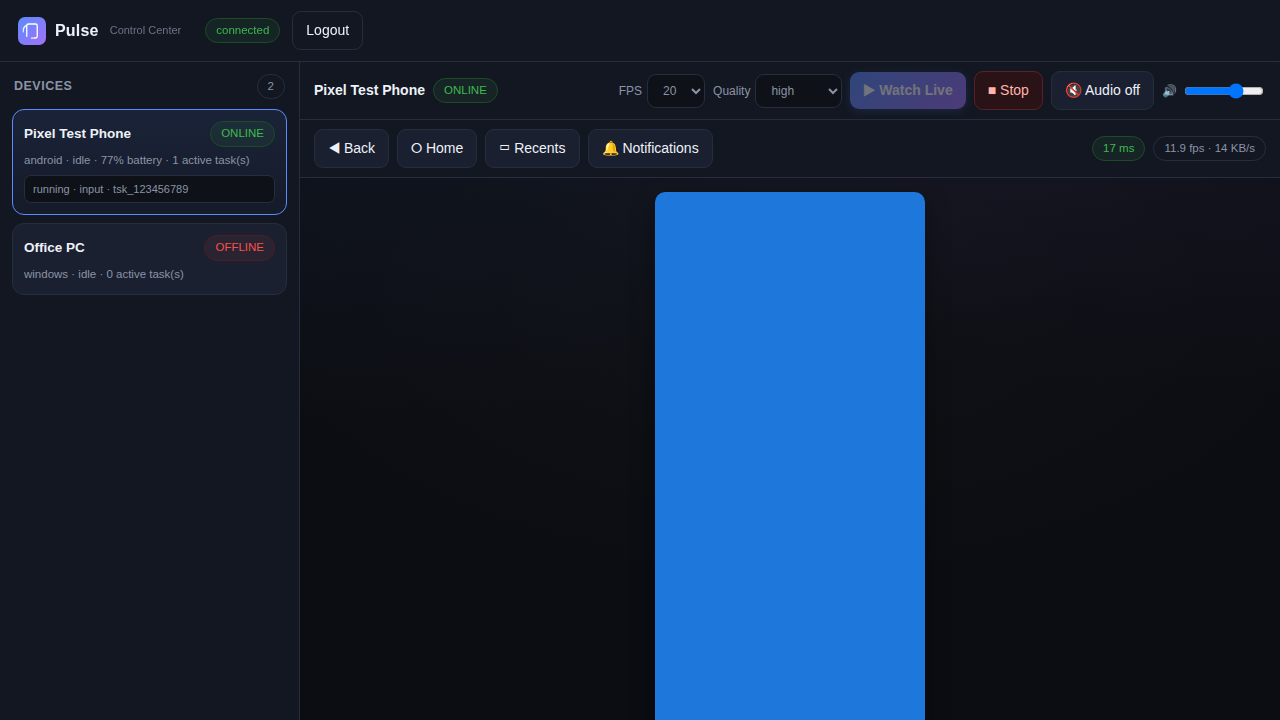 Pulse Control Center connected Logout
DEVICES 2
Pixel Test Phone ONLINE
android · idle · 77% battery · 1 active task(s)
running · input · tsk_123456789
Office PC OFFLINE
windows · idle · 0 active task(s)
Pixel Test Phone ONLINE FPS 20 Quality high ▶ Watch Live ■ Stop 🔇 Audio off 🔊
◀ Back ○ Home ▭ Recents 🔔 Notifications 17 ms 11.9 fps · 14 KB/s